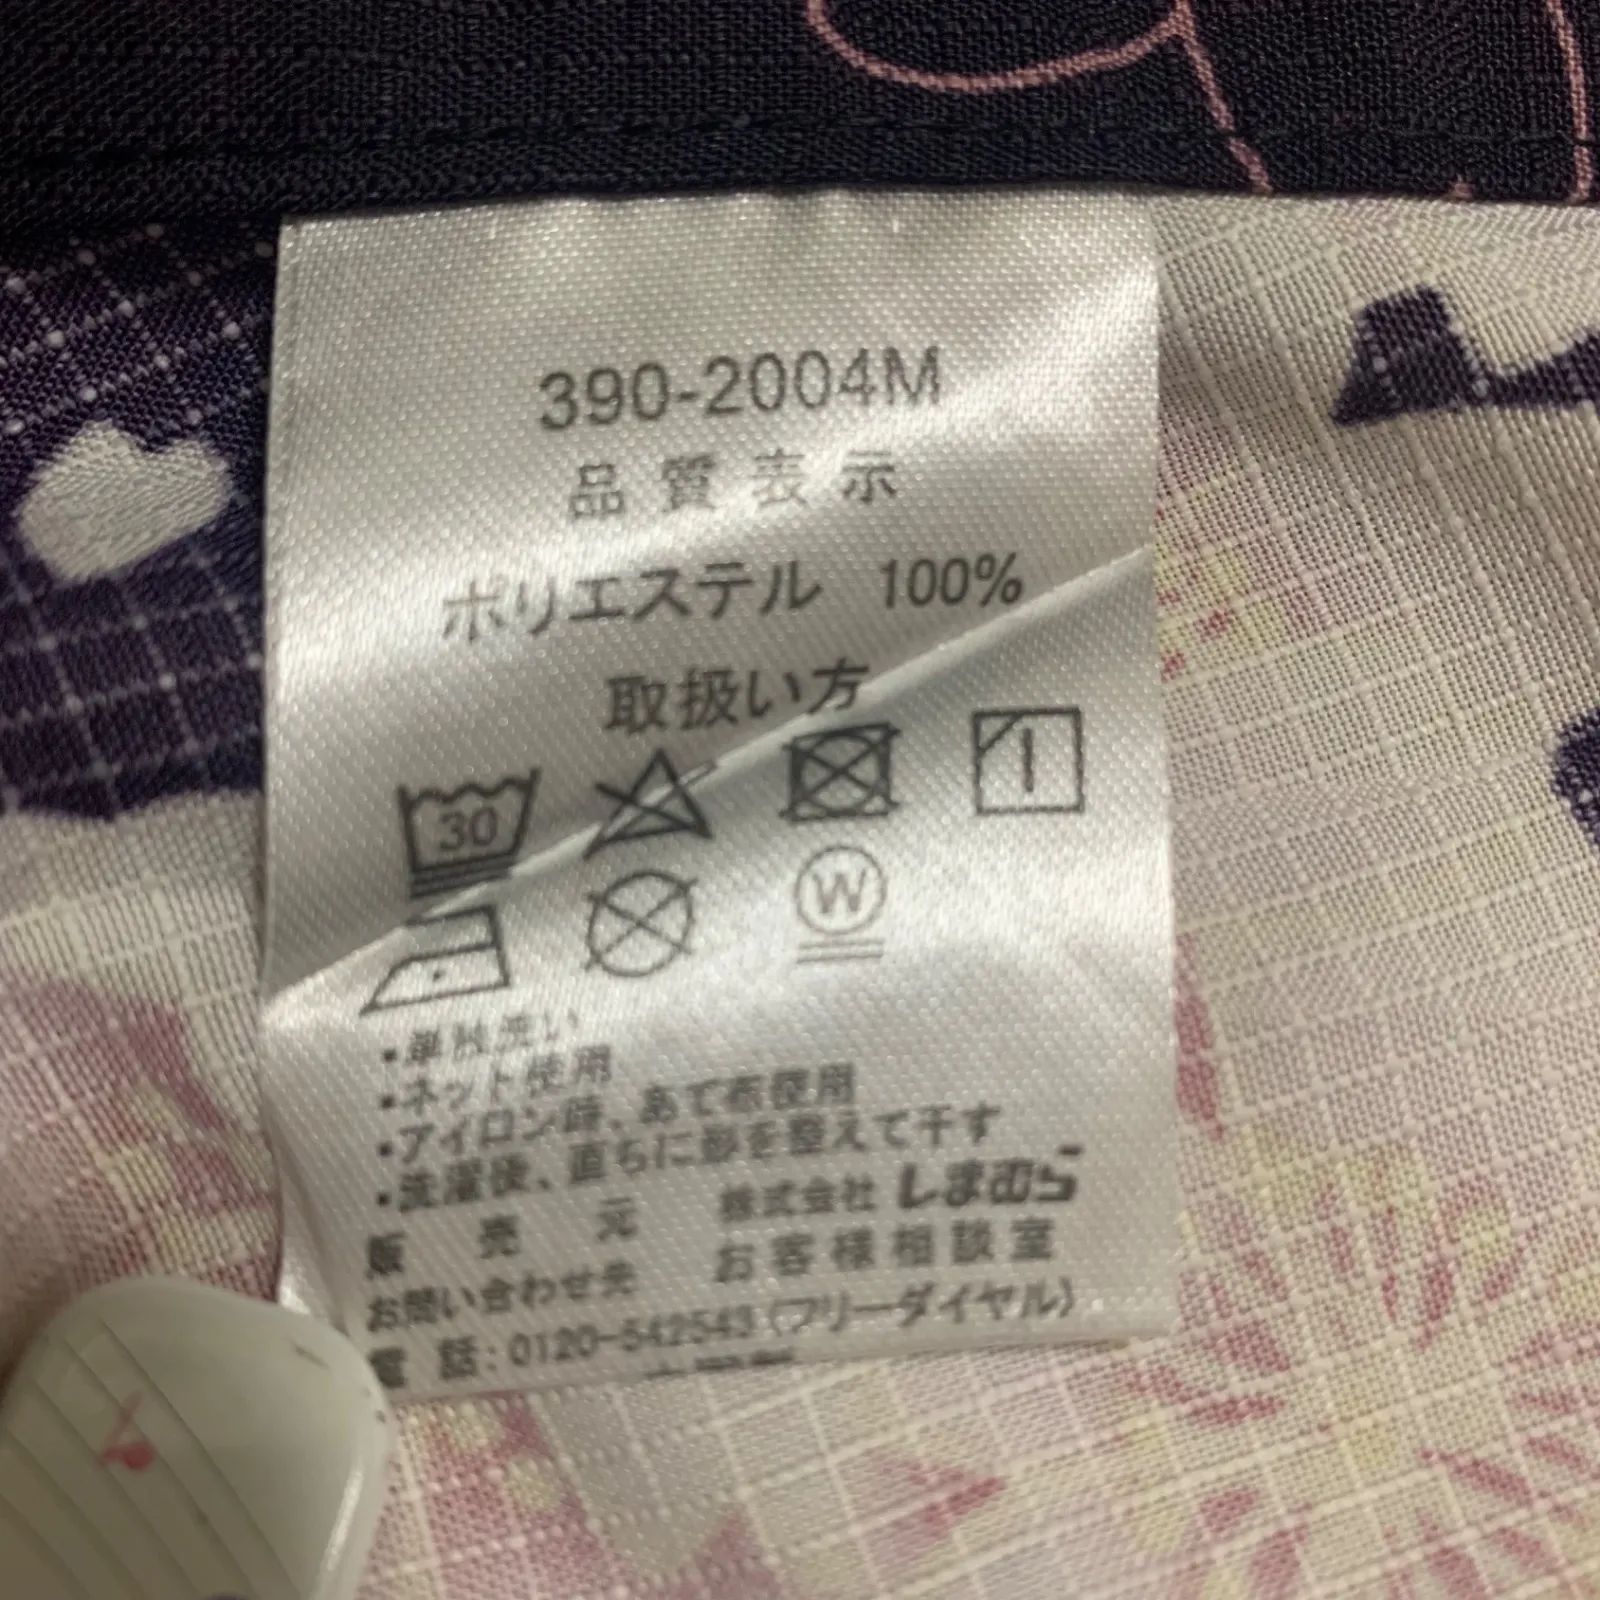 390-2004M
品質表示
ポリエステル 100%
取扱い方
30
W
・単独洗い
・ネット使用
・アイロン時、あて布使用
・洗濯後、直ちに形を整えて干す
販売元 株式会社 しまむら
お問い合わせ先 お客様相談室
電話:0120-542543(フリーダイヤル)